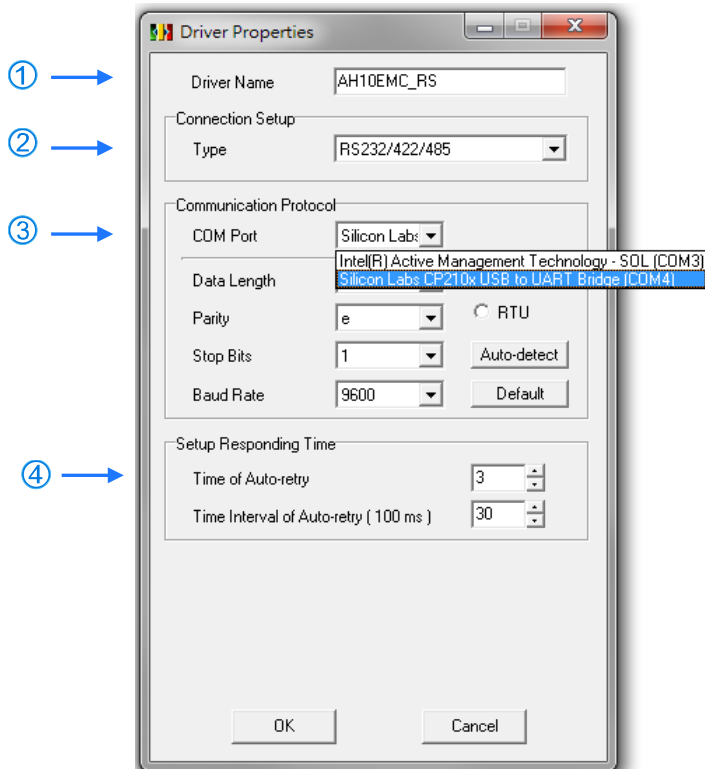 Driver Properties
① Driver Name AH10EMC_RS
Connection Setup
② Type RS232/422/485
Communication Protocol
③ COM Port Silicon Labs
Intel(R) Active Management Technology - SOL (COM3)
Silicon Labs CP210x USB to UART Bridge (COM4)
Data Length
Parity e RTU
Stop Bits 1 Auto-detect
Baud Rate 9600 Default
Setup Responding Time
④ Time of Auto-retry 3
Time Interval of Auto-retry ( 100 ms ) 30
OK Cancel